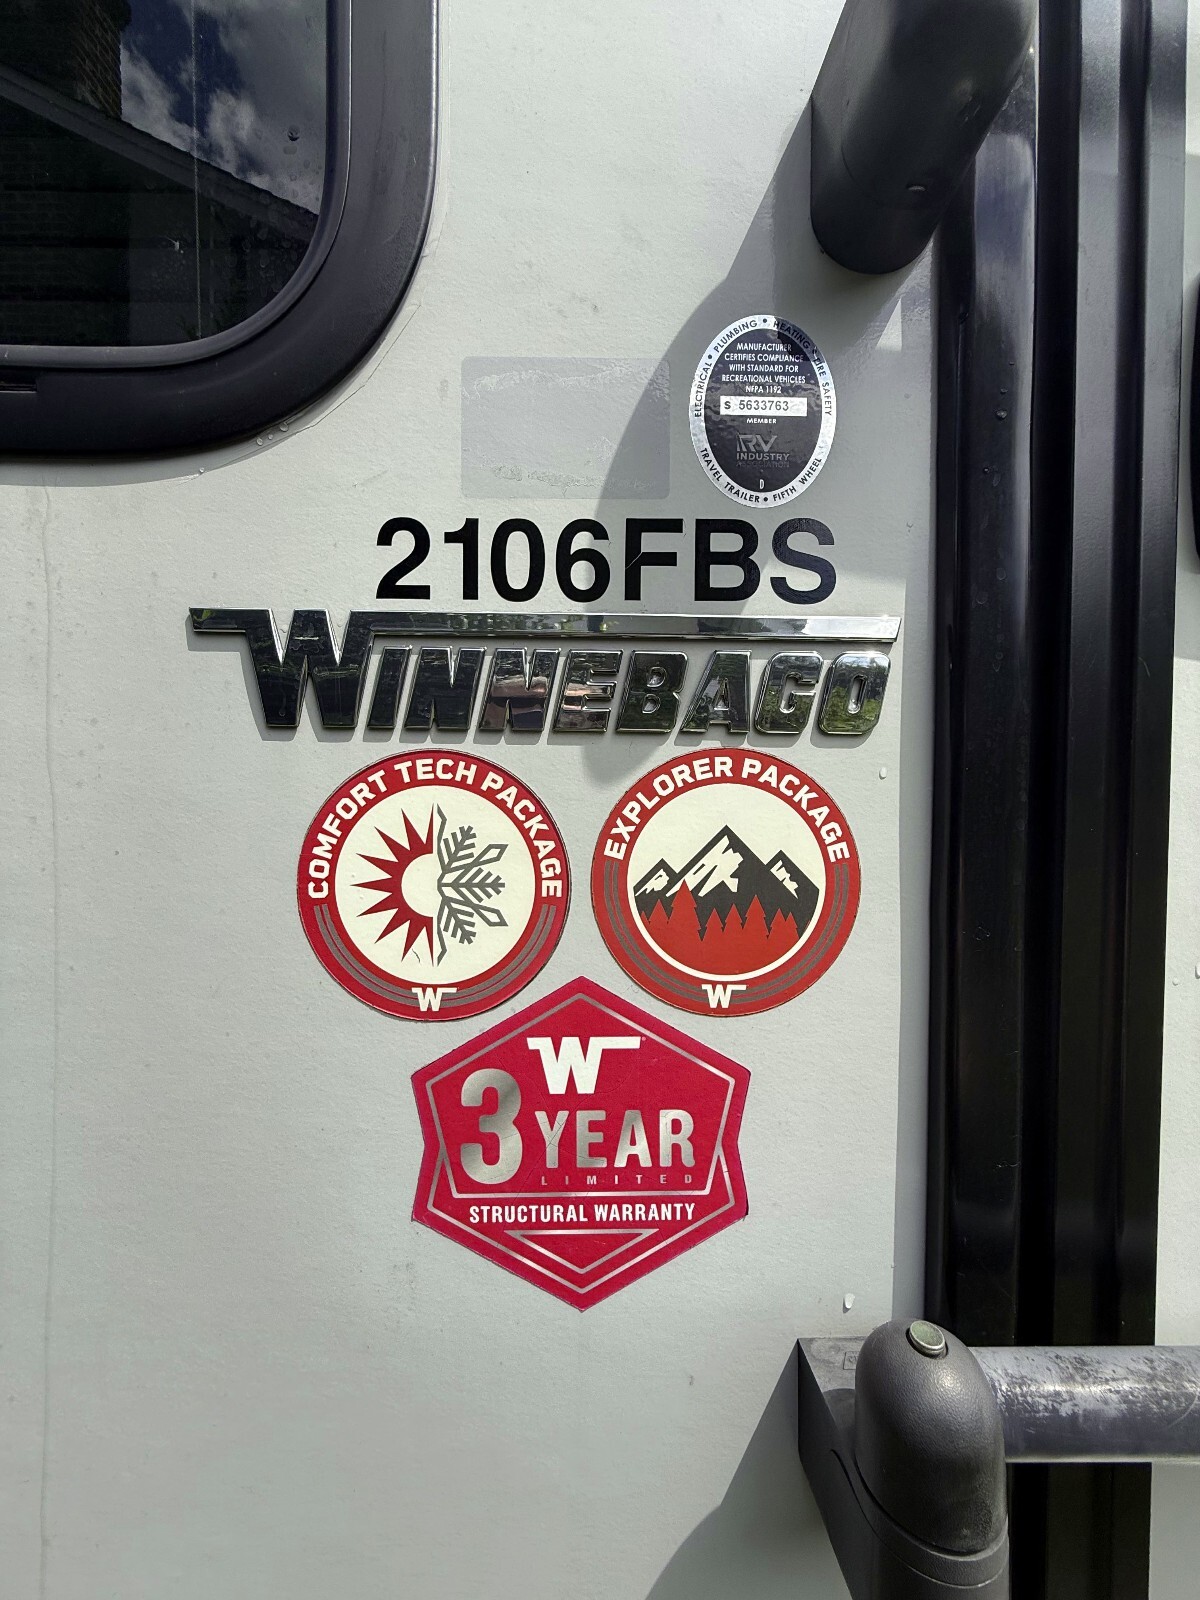 ELECTRICAL • PLUMBING • HEATING • FIRE SAFETY
MANUFACTURER
CERTIFIES COMPLIANCE
WITH STANDARD FOR
RECREATIONAL VEHICLES
NFPA 1192
S 5633763
MEMBER
RV
INDUSTRY
ASSOCIATION
D
TRAVEL TRAILER • FIFTH WHEEL
2106FBS
WINNEBAGO
COMFORT TECH PACKAGE
W
EXPLORER PACKAGE
W
W
3 YEAR
LIMITED
STRUCTURAL WARRANTY